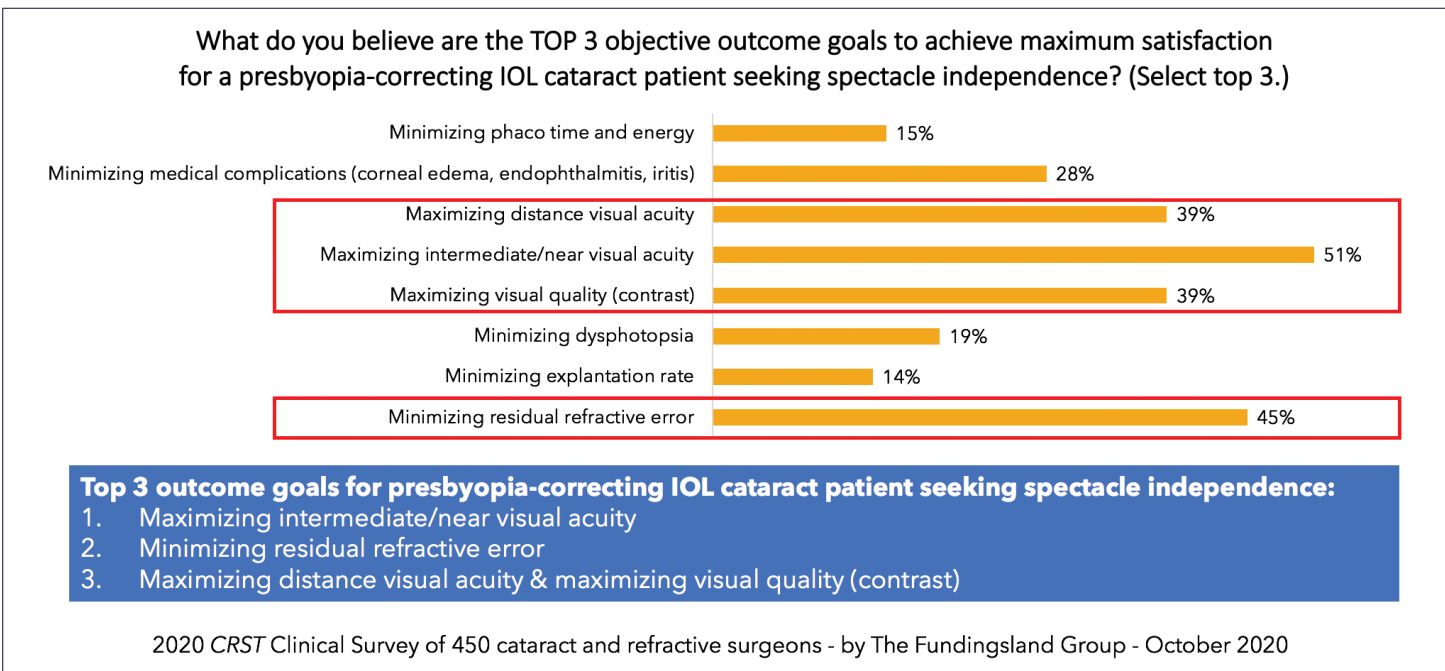 What do you believe are the TOP 3 objective outcome goals to achieve maximum satisfaction
for a presbyopia-correcting IOL cataract patient seeking spectacle independence? (Select top 3.)
Minimizing phaco time and energy 15%
Minimizing medical complications (corneal edema, endophthalmitis, iritis) 28%
Maximizing distance visual acuity 39%
Maximizing intermediate/near visual acuity 51%
Maximizing visual quality (contrast) 39%
Minimizing dysphotopsia 19%
Minimizing explantation rate 14%
Minimizing residual refractive error 45%
Top 3 outcome goals for presbyopia-correcting IOL cataract patient seeking spectacle independence:
1. Maximizing intermediate/near visual acuity
2. Minimizing residual refractive error
3. Maximizing distance visual acuity & maximizing visual quality (contrast)
2020 CRST Clinical Survey of 450 cataract and refractive surgeons - by The Fundingsland Group - October 2020